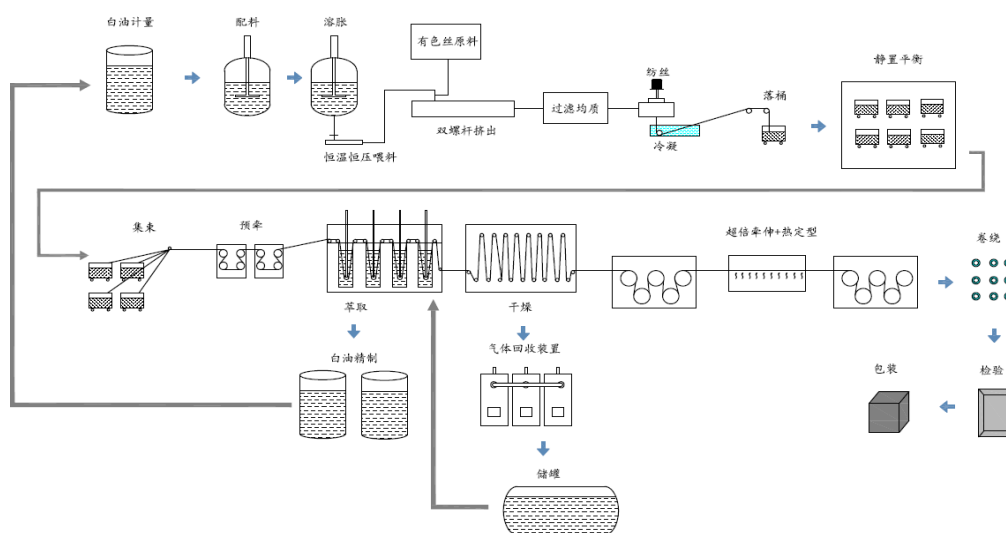 白油计量
配料
溶胀
有色丝原料
恒温恒压喂料
双螺杆挤出
过滤均质
纺丝
冷凝
落桶
静置平衡
集束
预牵
萃取
干燥
超倍牵伸+热定型
卷绕
白油精制
气体回收装置
储罐
检验
包装